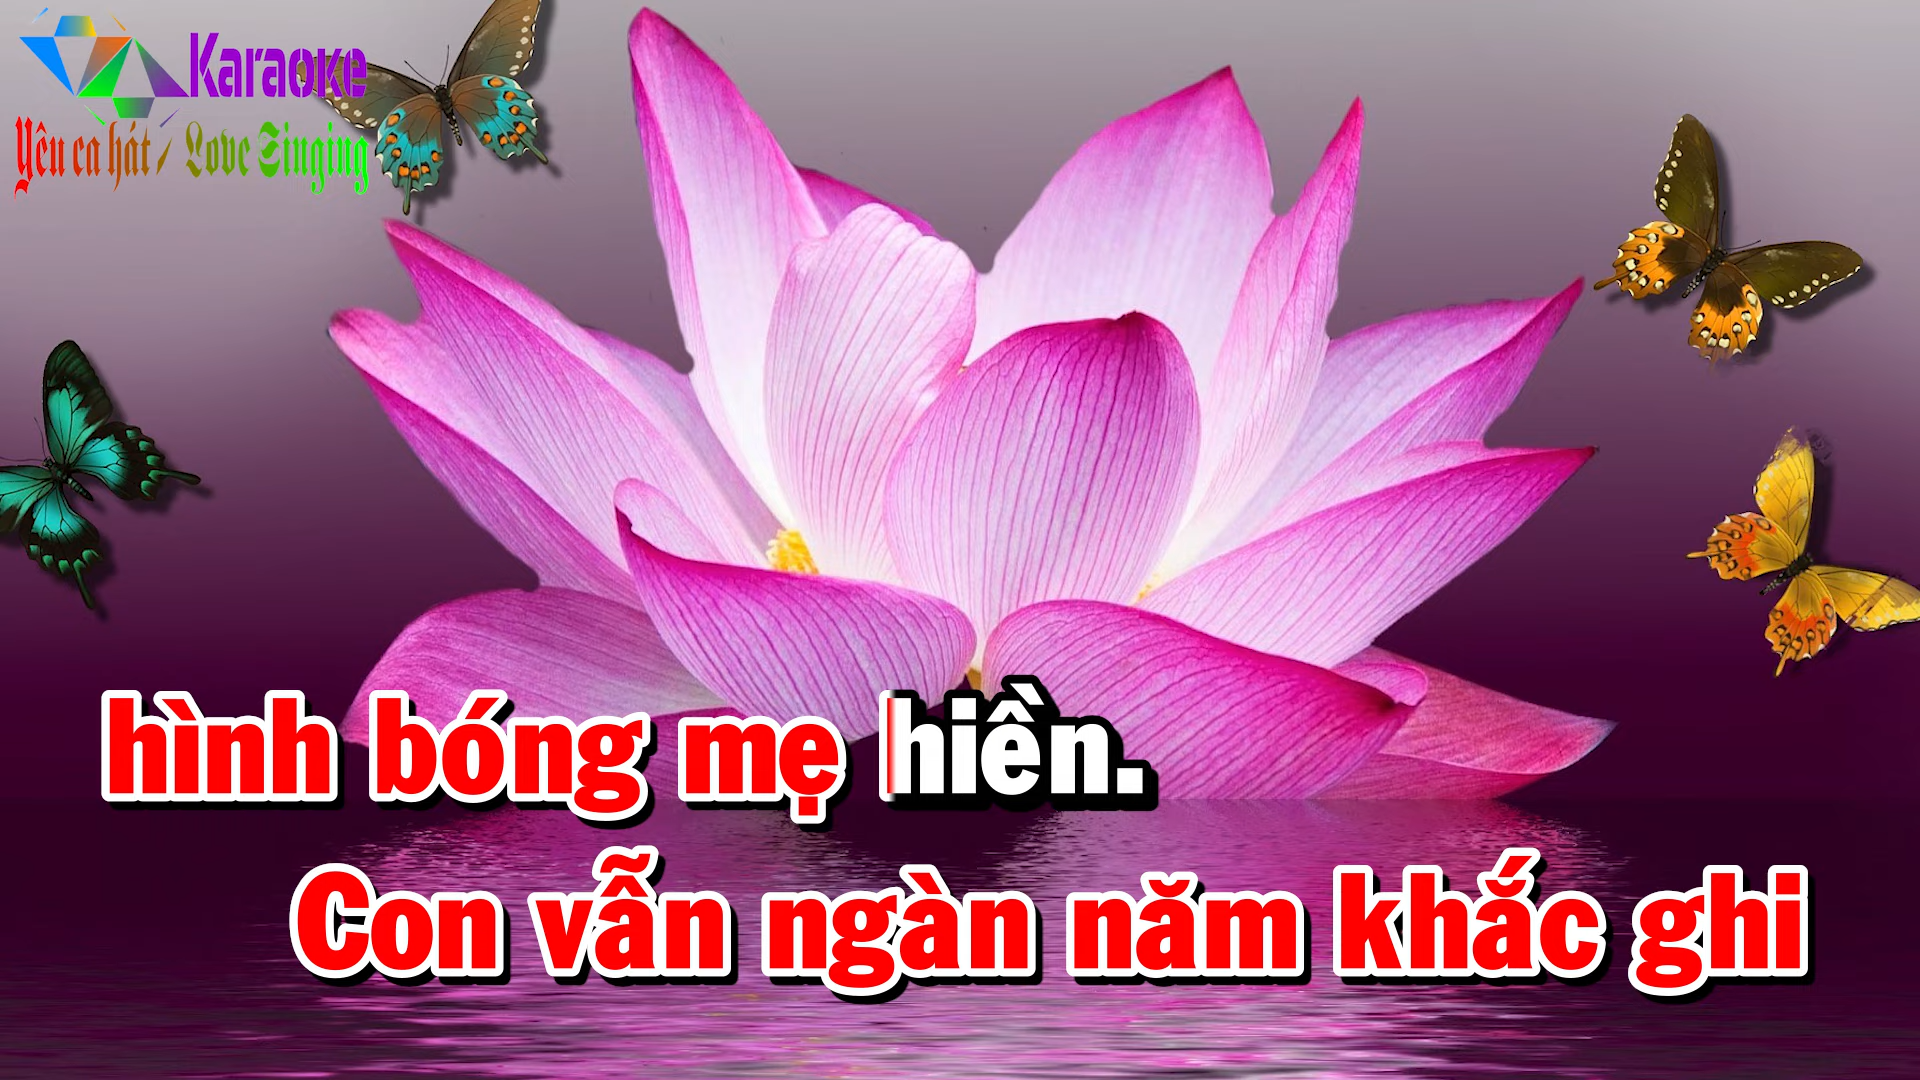 Karaoke
Yêu ca hát / Love Singing
hình bóng mẹ hiền.
Con vẫn ngàn năm khắc ghi